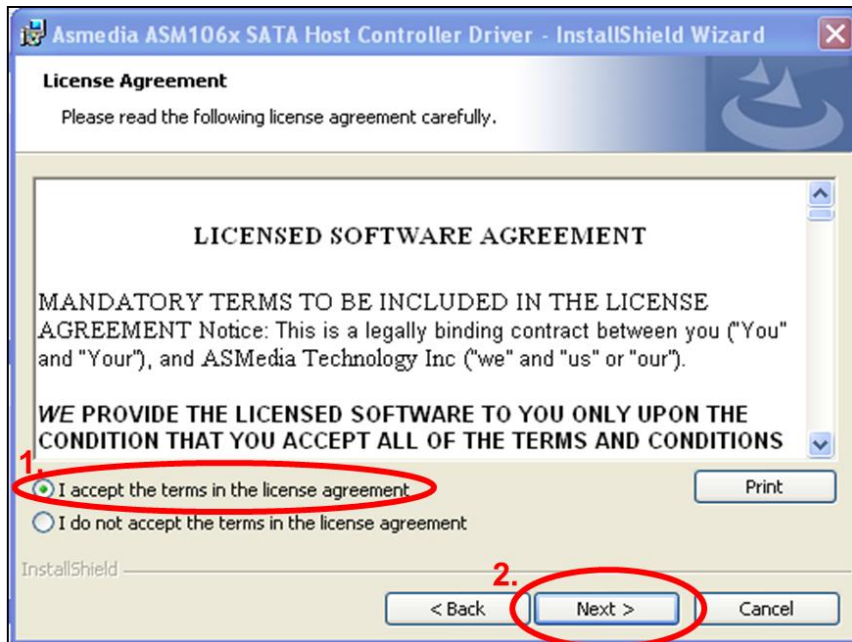 Asmedia ASM106x SATA Host Controller Driver - InstallShield Wizard
License Agreement
Please read the following license agreement carefully.
LICENSED SOFTWARE AGREEMENT
MANDATORY TERMS TO BE INCLUDED IN THE LICENSE
AGREEMENT Notice: This is a legally binding contract between you ("You"
and "Your"), and ASMedia Technology Inc ("we" and "us" or "our").
WE PROVIDE THE LICENSED SOFTWARE TO YOU ONLY UPON THE
CONDITION THAT YOU ACCEPT ALL OF THE TERMS AND CONDITIONS
1.
I accept the terms in the license agreement
Print
I do not accept the terms in the license agreement
InstallShield
2.
< Back
Next >
Cancel